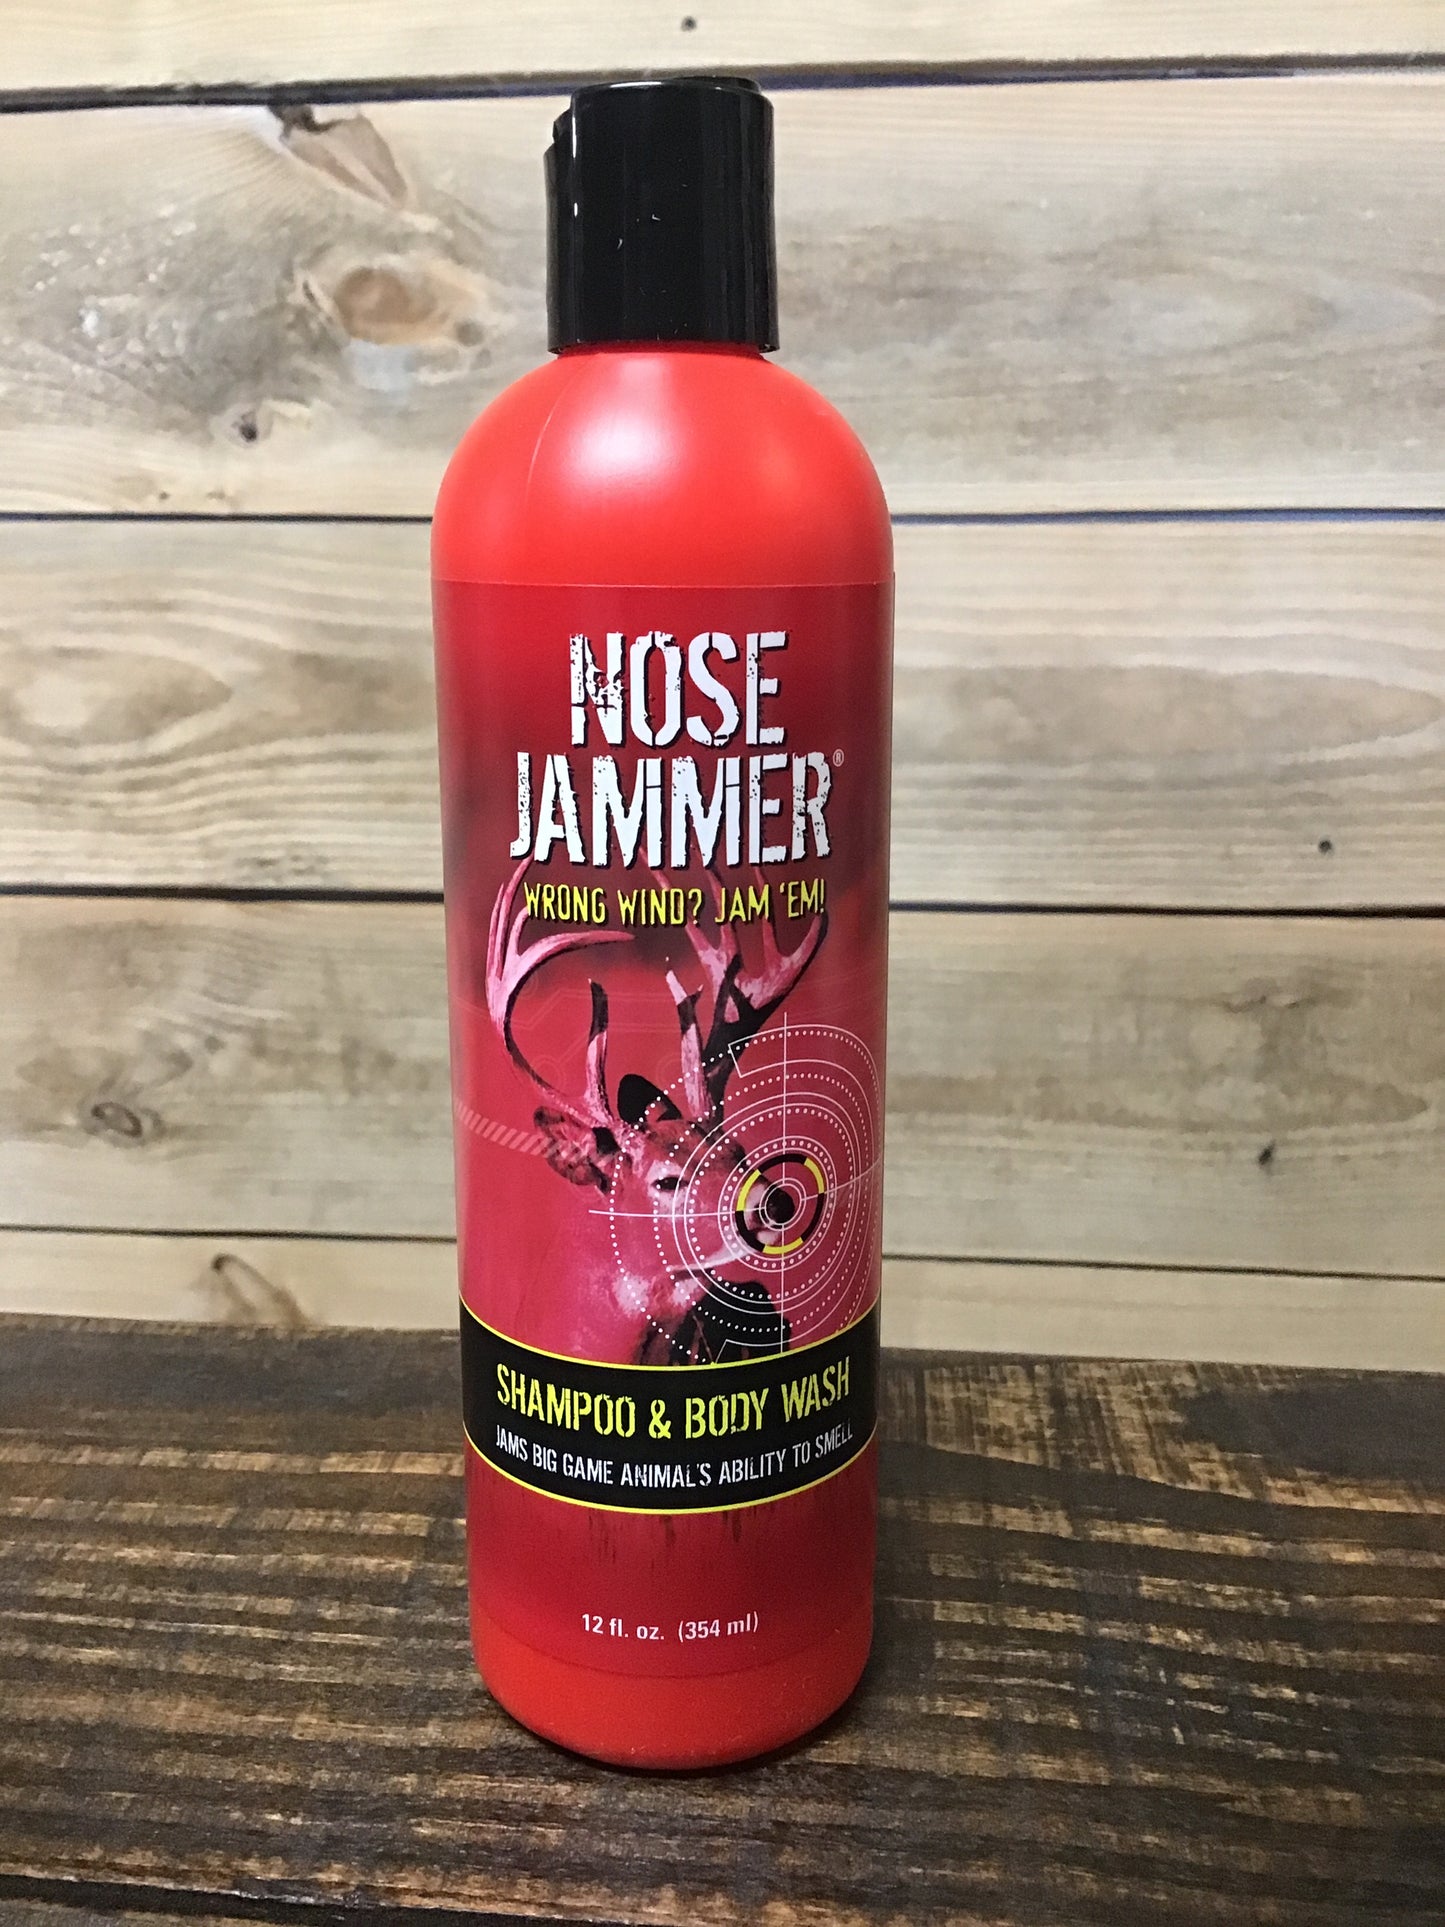 NOSE
JAMMER®
WRONG WIND? JAM 'EM!
SHAMPOO & BODY WASH
JAMS BIG GAME ANIMAL'S ABILITY TO SMELL
12 fl. oz. (354 ml)